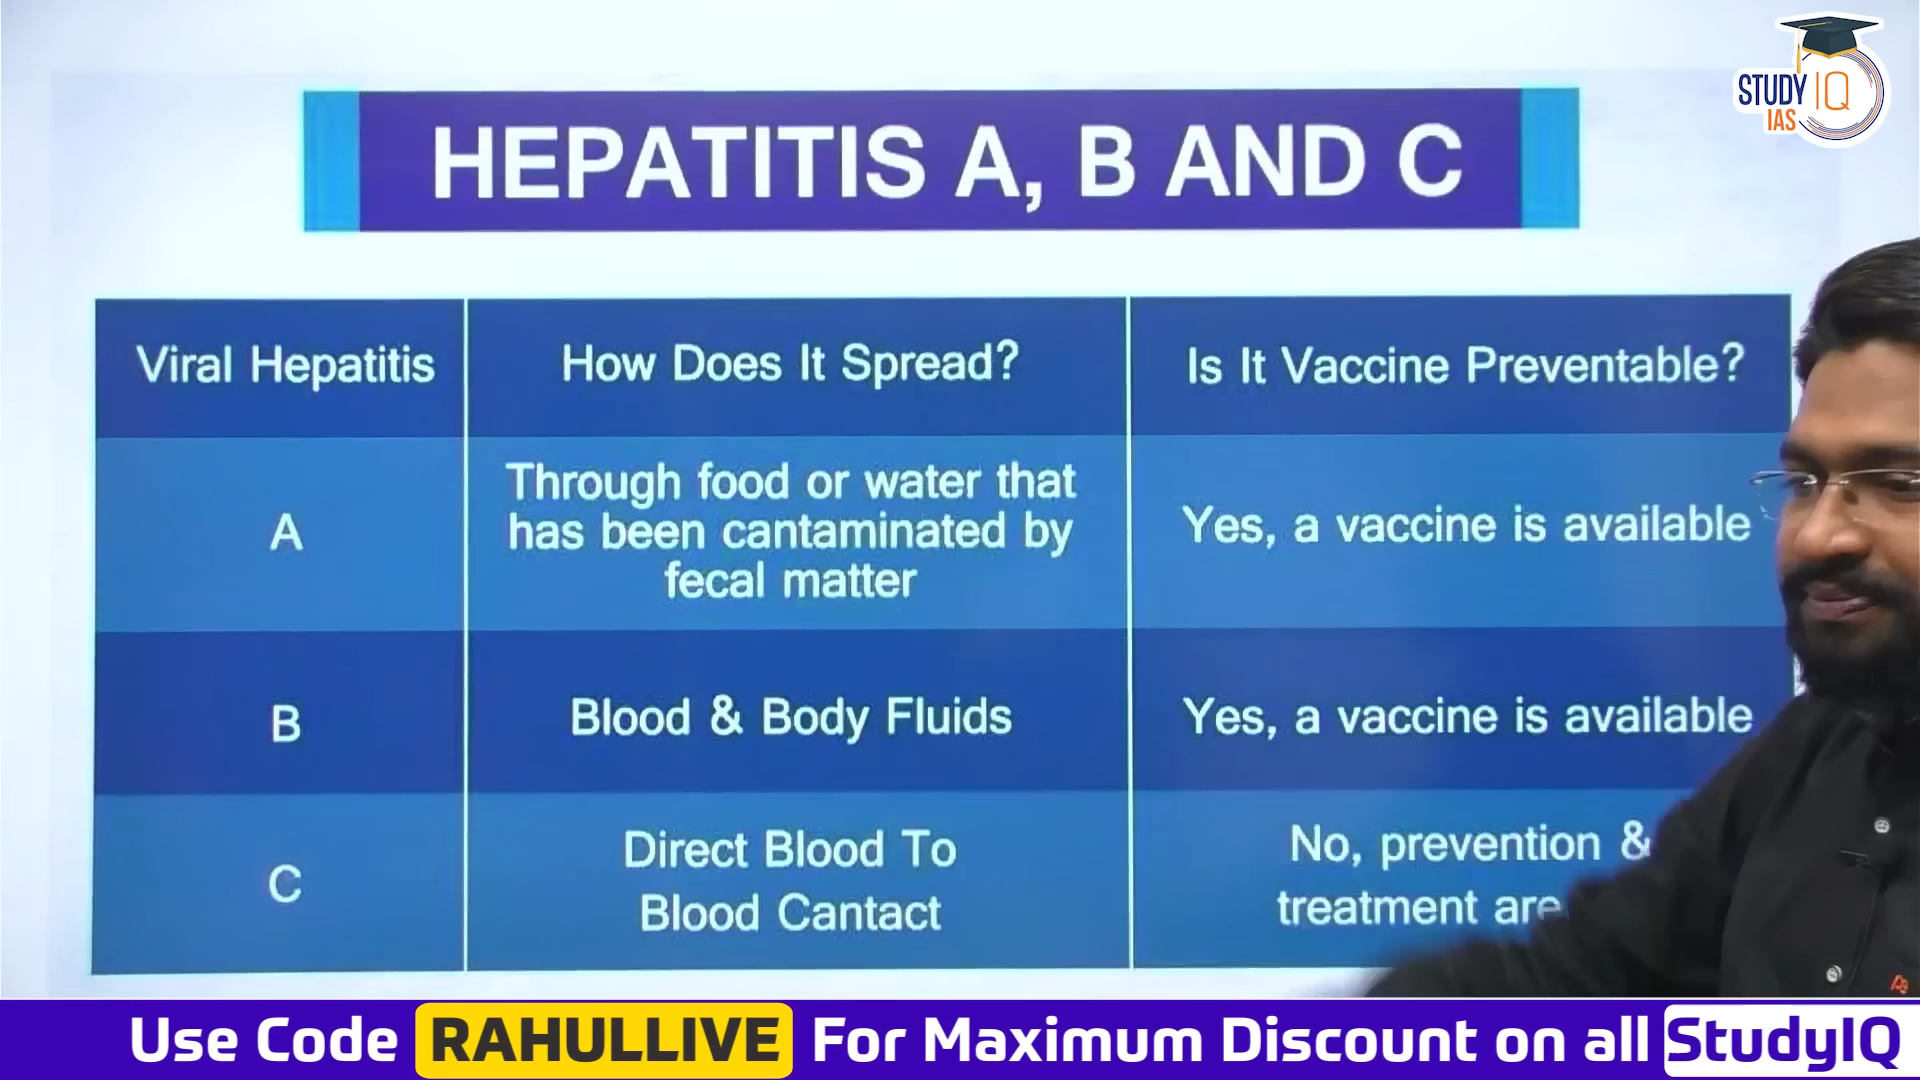 STUDY IQ
IAS
HEPATITIS A, B AND C
Viral Hepatitis
How Does It Spread?
Is It Vaccine Preventable?
A
Through food or water that
has been cantaminated by
fecal matter
Yes, a vaccine is available
B
Blood & Body Fluids
Yes, a vaccine is available
C
Direct Blood To
Blood Cantact
No, prevention &
treatment are
Use Code RAHULLIVE For Maximum Discount on all StudyIQ